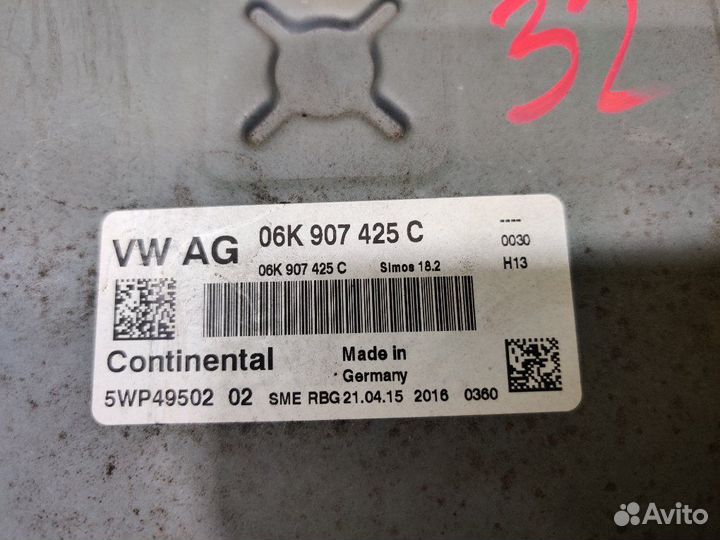 32
VW AG 06K 907 425 C
----
0030
06K 907 425 C Simos 18.2
H13
Continental
Made in
Germany
5WP49502 02 SME RBG 21.04.15 2016 0360
Avito